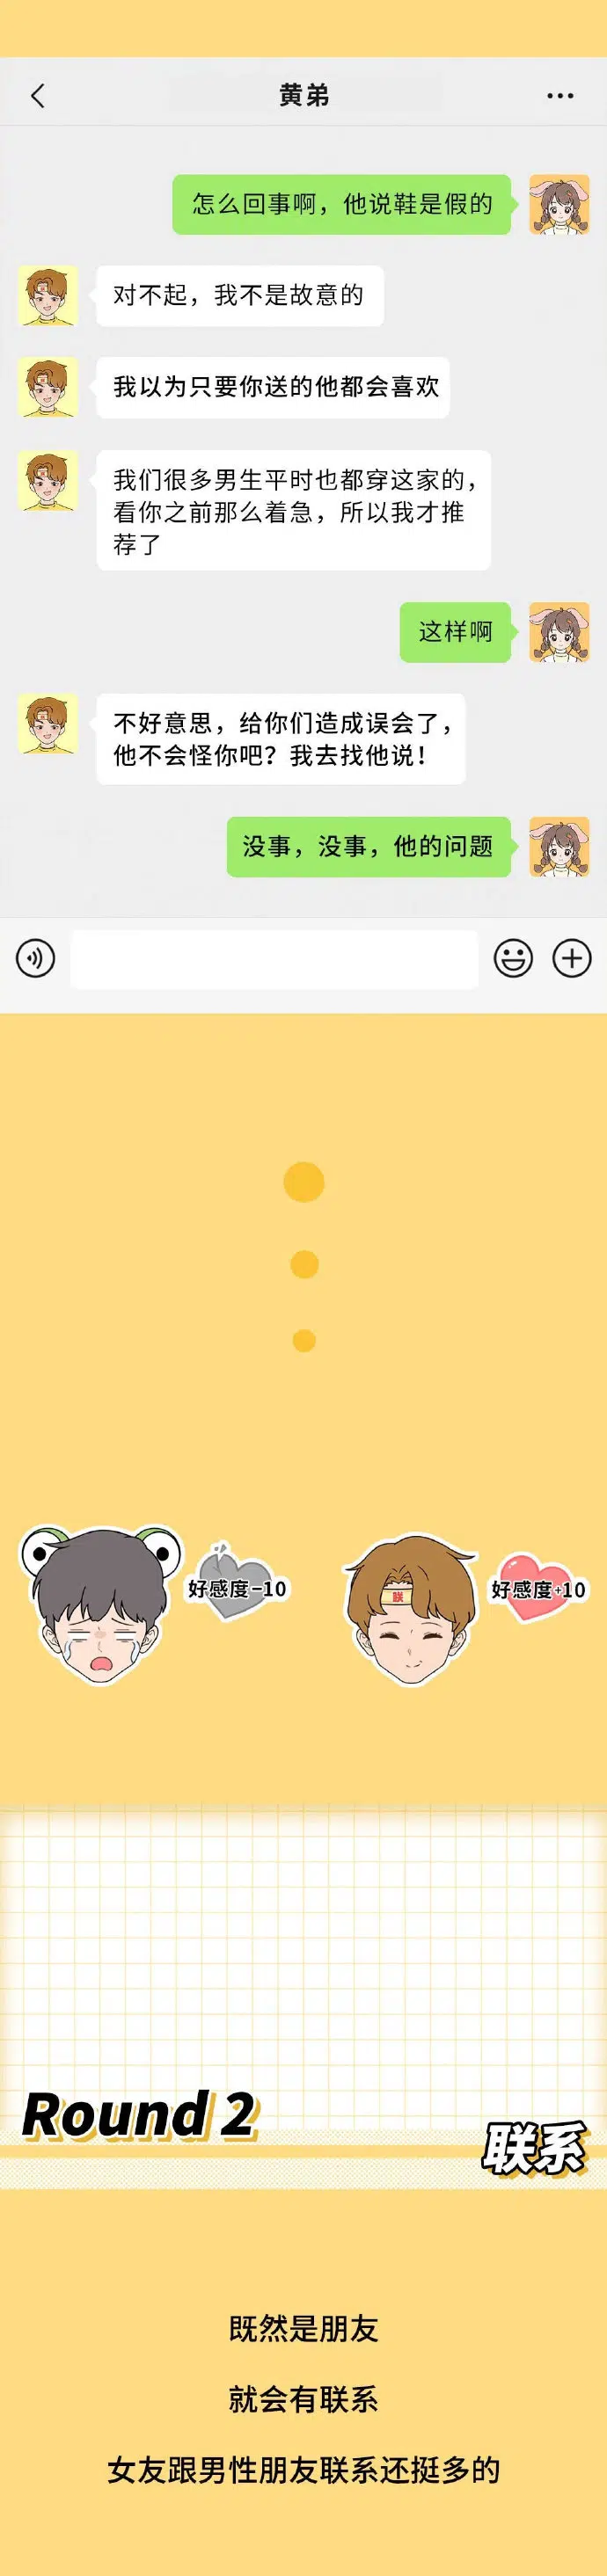 黄弟
怎么回事啊，他说鞋是假的
对不起，我不是故意的
我以为只要你送的他都会喜欢
我们很多男生平时也都穿这家的，
看你之前那么着急，所以我才推
荐了
这样啊
不好意思，给你们造成误会了，
他不会怪你吧？我去找他说！
没事，没事，他的问题
好感度-10
朕
好感度+10
Round 2
联系
既然是朋友
就会有联系
女友跟男性朋友联系还挺多的